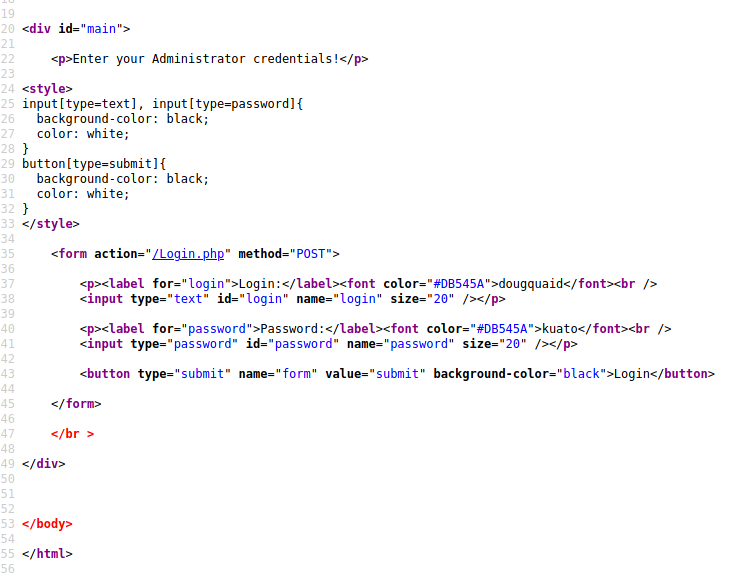 18
19
20 <div id="main">
21
22     <p>Enter your Administrator credentials!</p>
23
24 <style>
25 input[type=text], input[type=password]{
26   background-color: black;
27   color: white;
28 }
29 button[type=submit]{
30   background-color: black;
31   color: white;
32 }
33 </style>
34
35     <form action="/Login.php" method="POST">
36
37         <p><label for="login">Login:</label><font color="#DB545A">dougquaid</font><br />
38         <input type="text" id="login" name="login" size="20" /></p>
39
40         <p><label for="password">Password:</label><font color="#DB545A">kuato</font><br />
41         <input type="password" id="password" name="password" size="20" /></p>
42
43         <button type="submit" name="form" value="submit" background-color="black">Login</button>
44
45     </form>
46
47     </br >
48
49 </div>
50
51
52
53 </body>
54
55 </html>
56